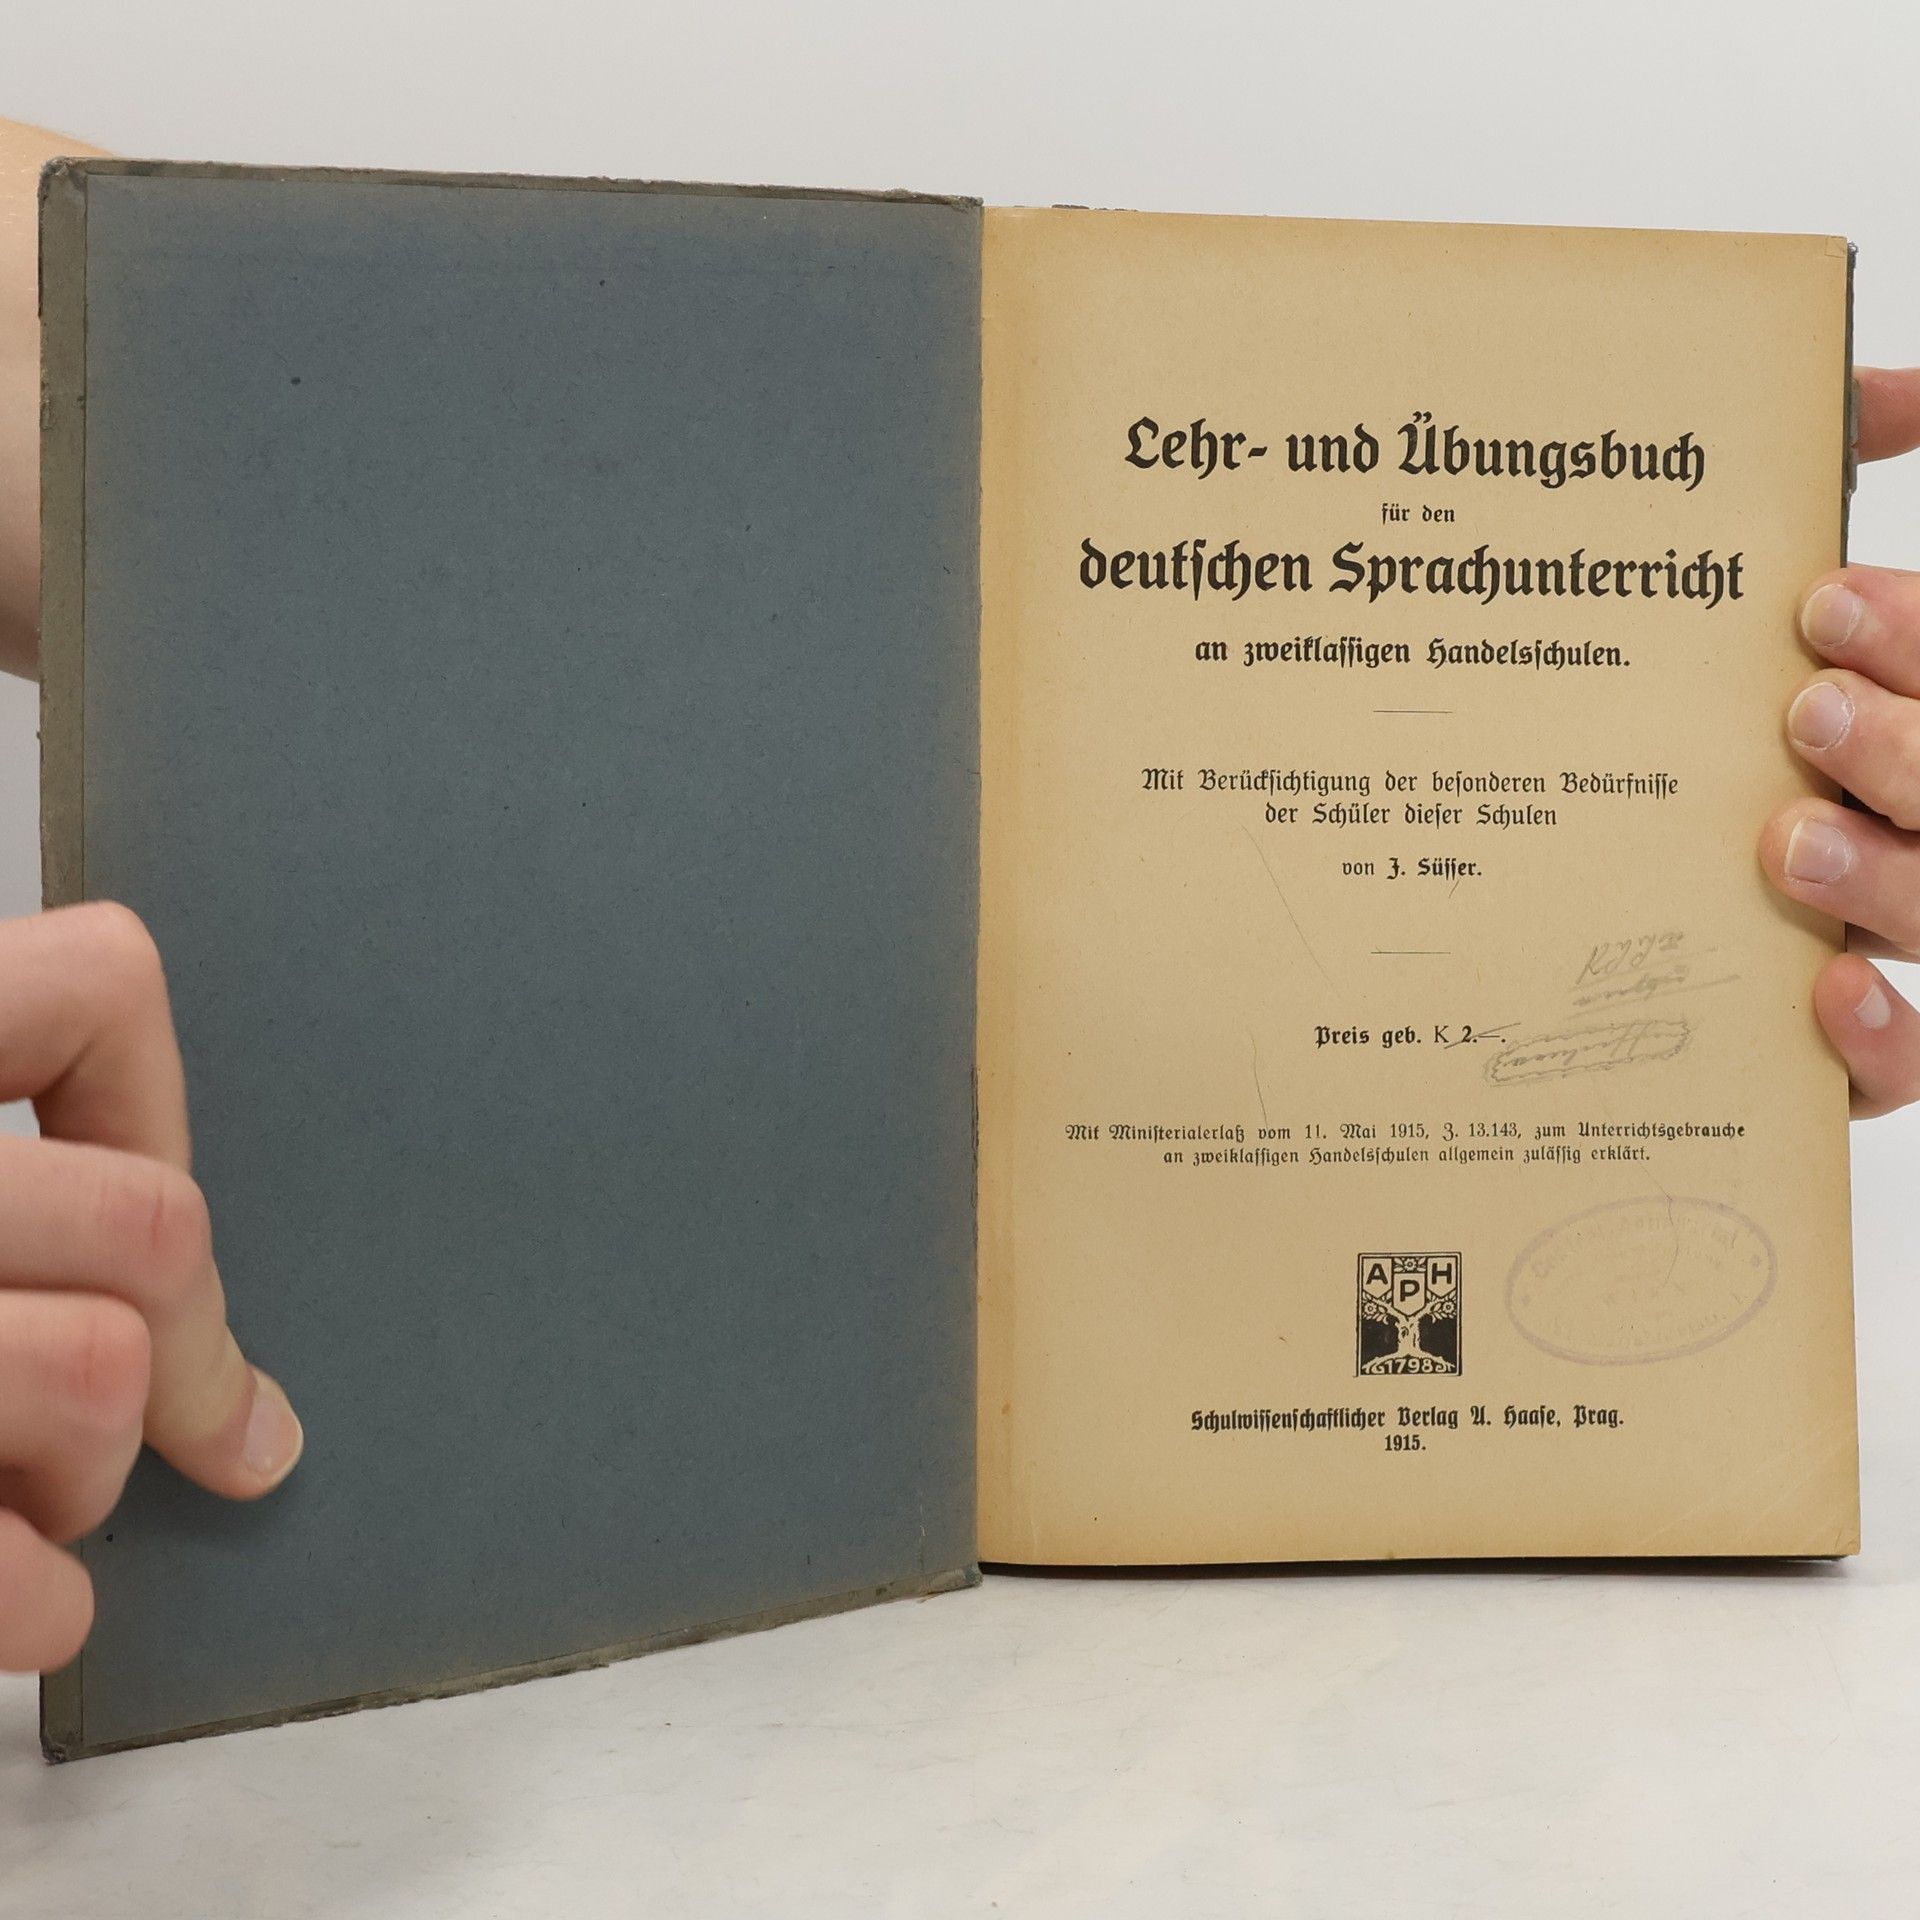 Lehr- und Übungsbuch
für den
deutschen Sprachunterricht
an zweiklassigen Handelsschulen.
Mit Berücksichtigung der besonderen Bedürfnisse
der Schüler dieser Schulen
von J. Süsser.
Preis geb. K 2.–.
Mit Ministerialerlaß vom 11. Mai 1915, Z. 13.143, zum Unterrichtsgebrauche
an zweiklassigen Handelsschulen allgemein zulässig erklärt.
A P H
1798
Schulwissenschaftlicher Verlag A. Haase, Prag.
1915.